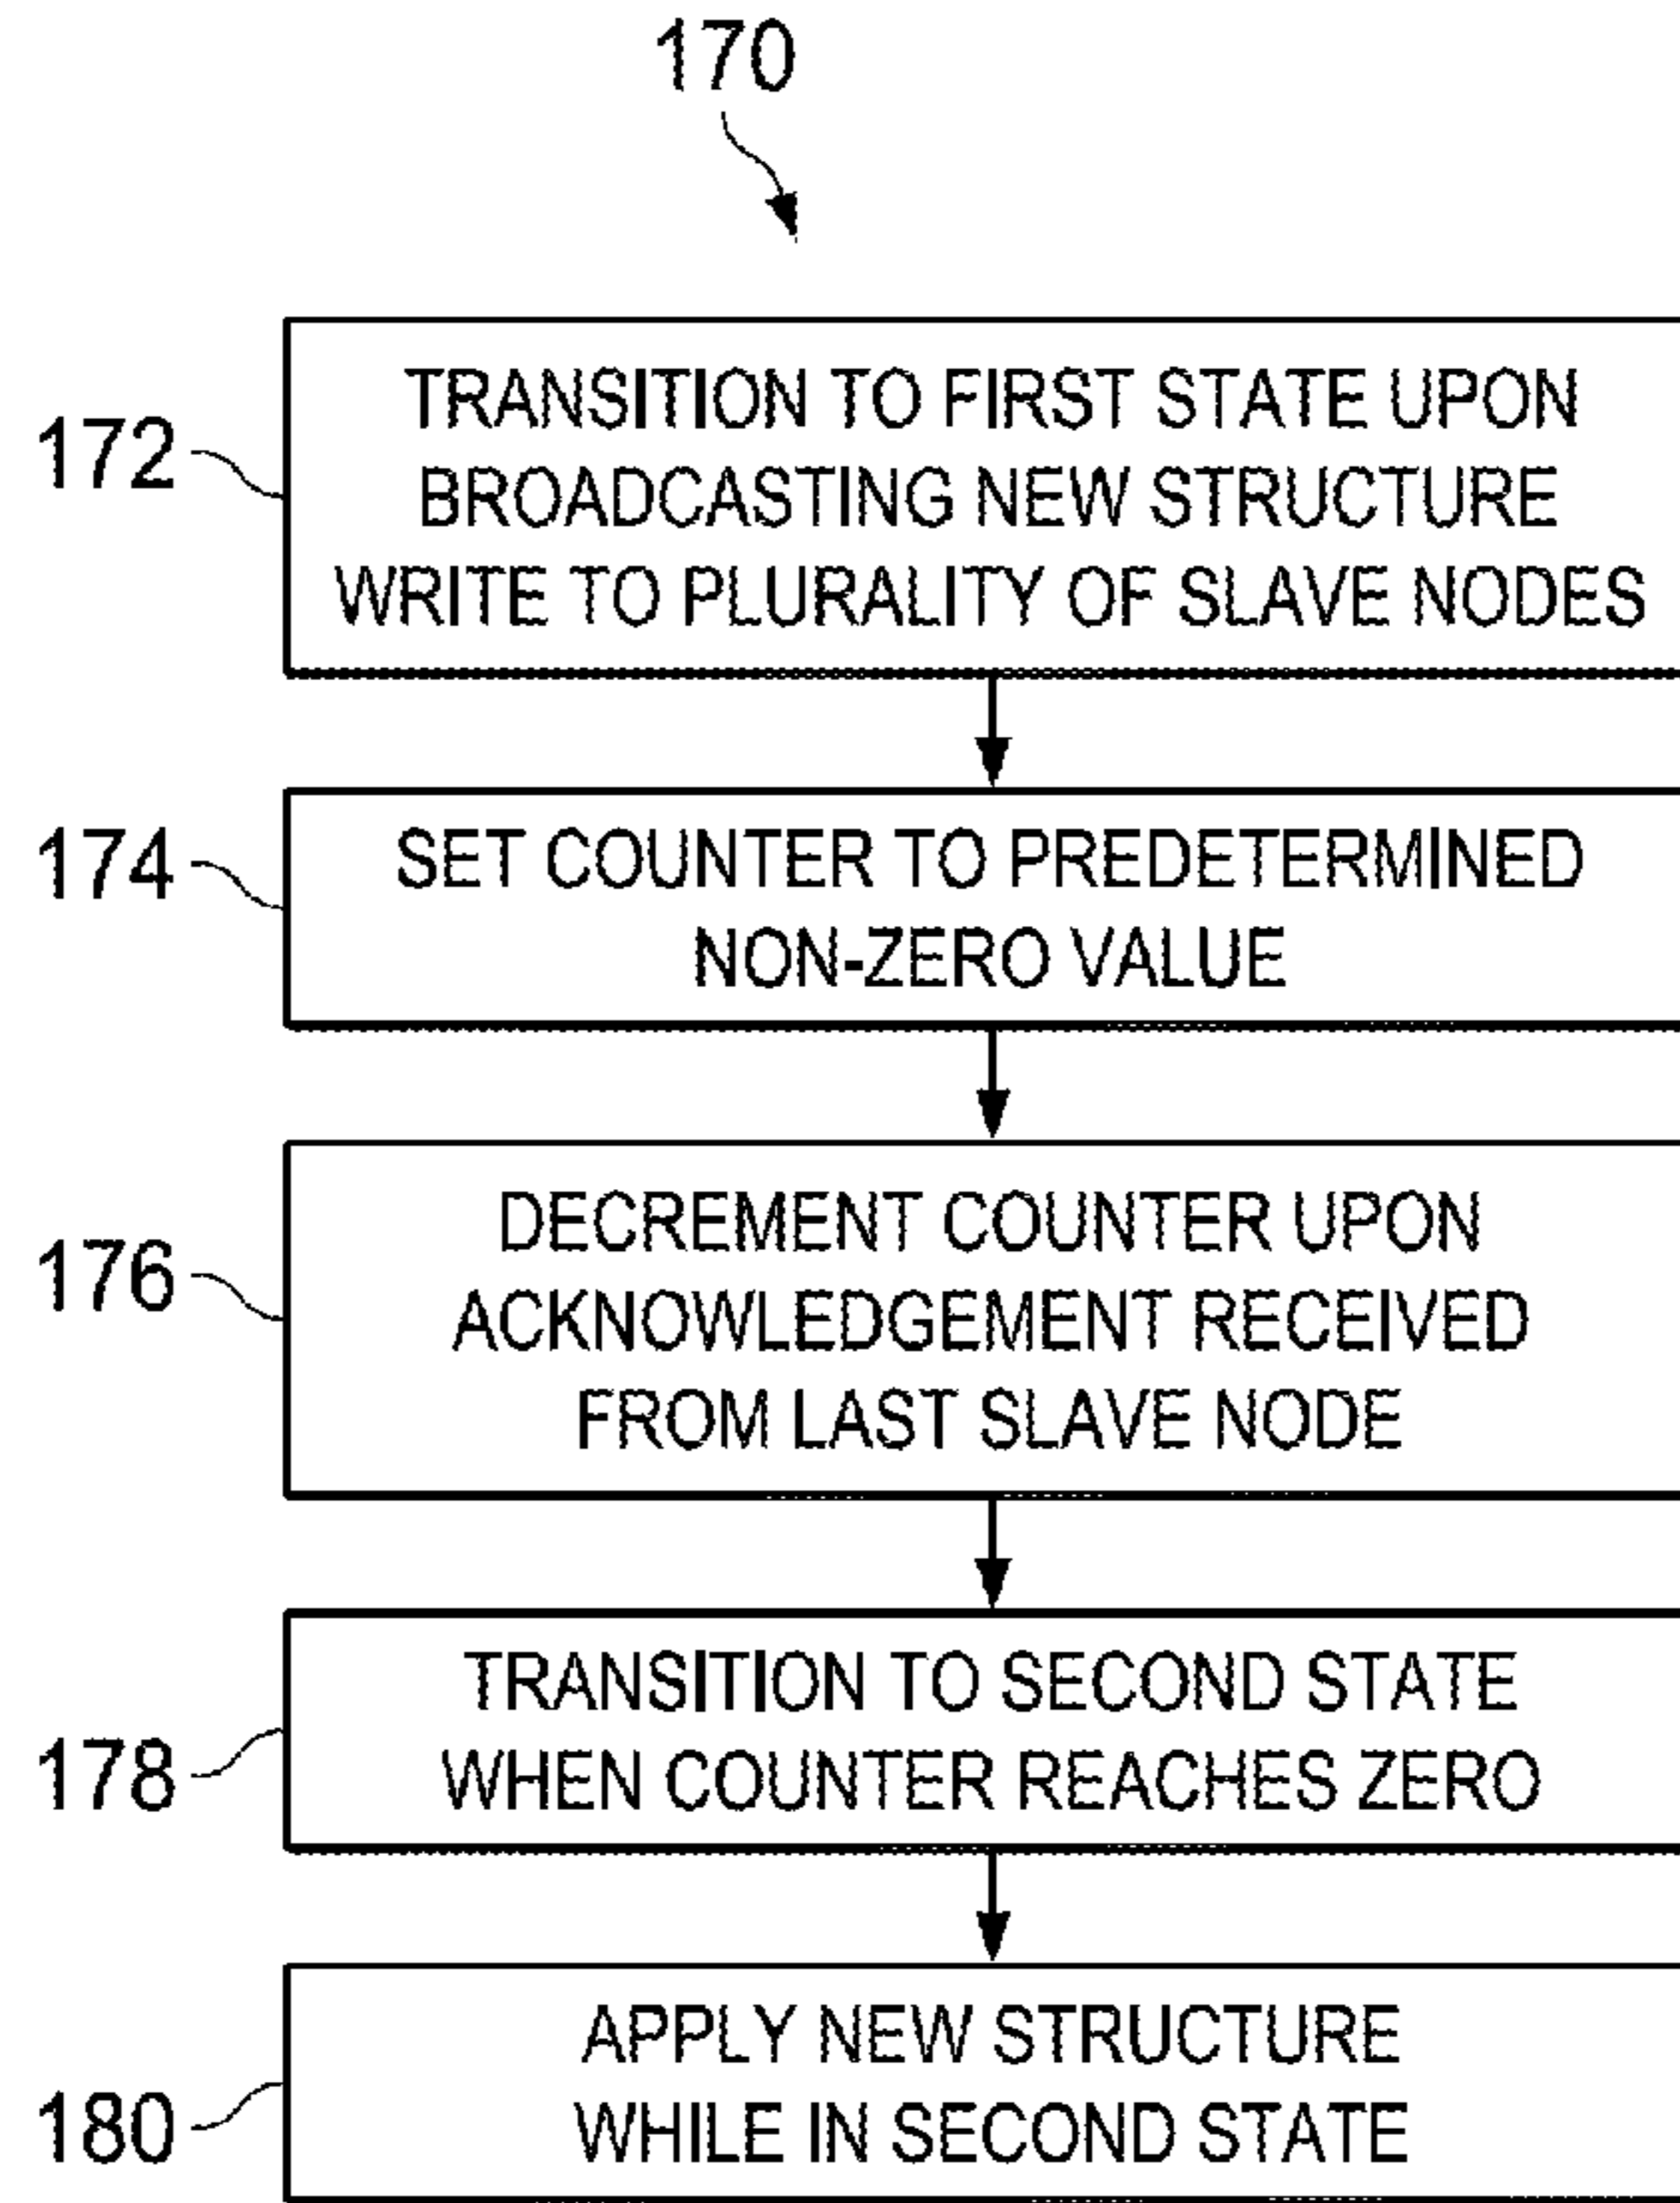 170
172
TRANSITION TO FIRST STATE UPON
BROADCASTING NEW STRUCTURE
WRITE TO PLURALITY OF SLAVE NODES
174
SET COUNTER TO PREDETERMINED
NON-ZERO VALUE
176
DECREMENT COUNTER UPON
ACKNOWLEDGEMENT RECEIVED
FROM LAST SLAVE NODE
178
TRANSITION TO SECOND STATE
WHEN COUNTER REACHES ZERO
180
APPLY NEW STRUCTURE
WHILE IN SECOND STATE